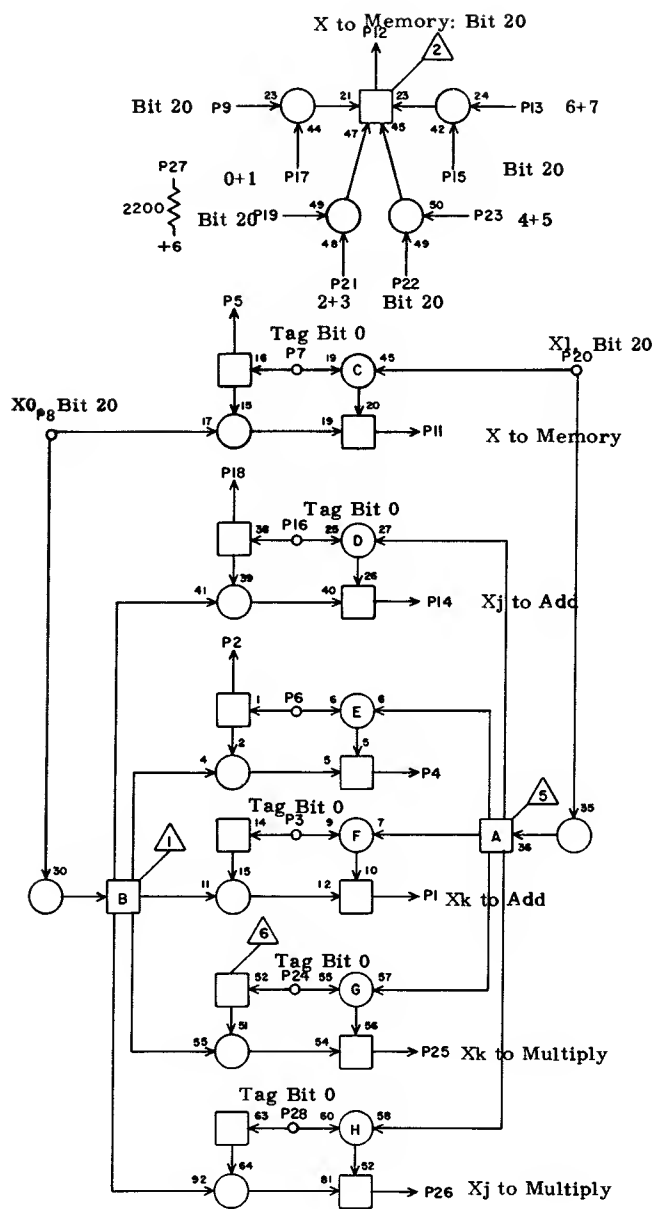 X to Memory: Bit 20
P12
2
Bit 20 P9 23 21 23 24 P13 6+7
44 47 45 42
P27 0+1 P17 P15 Bit 20
2200 Bit 20 P19 49 50 P23 4+5
+6 48 49
P21 P22
2+3 Bit 20
P5
Tag Bit 0 X1, Bit 20
16 P7 19 C 45 P20
X0, P8 Bit 20 15 20
17 19 P11
X to Memory
P18
Tag Bit 0
38 P16 25 D 27
39 26
41 40 P14 Xj to Add
P2
1 P6 6 E 6
2 5
4 5 P4
5
Tag Bit 0 35
1 14 P3 9 F 7 A 36
30 15 10
B 11 12 P1 Xk to Add
6
Tag Bit 0
52 P24 55 G 57
51 56
55 54 P25 Xk to Multiply
Tag Bit 0
63 P28 60 H 58
64 52
92 81 P26 Xj to Multiply